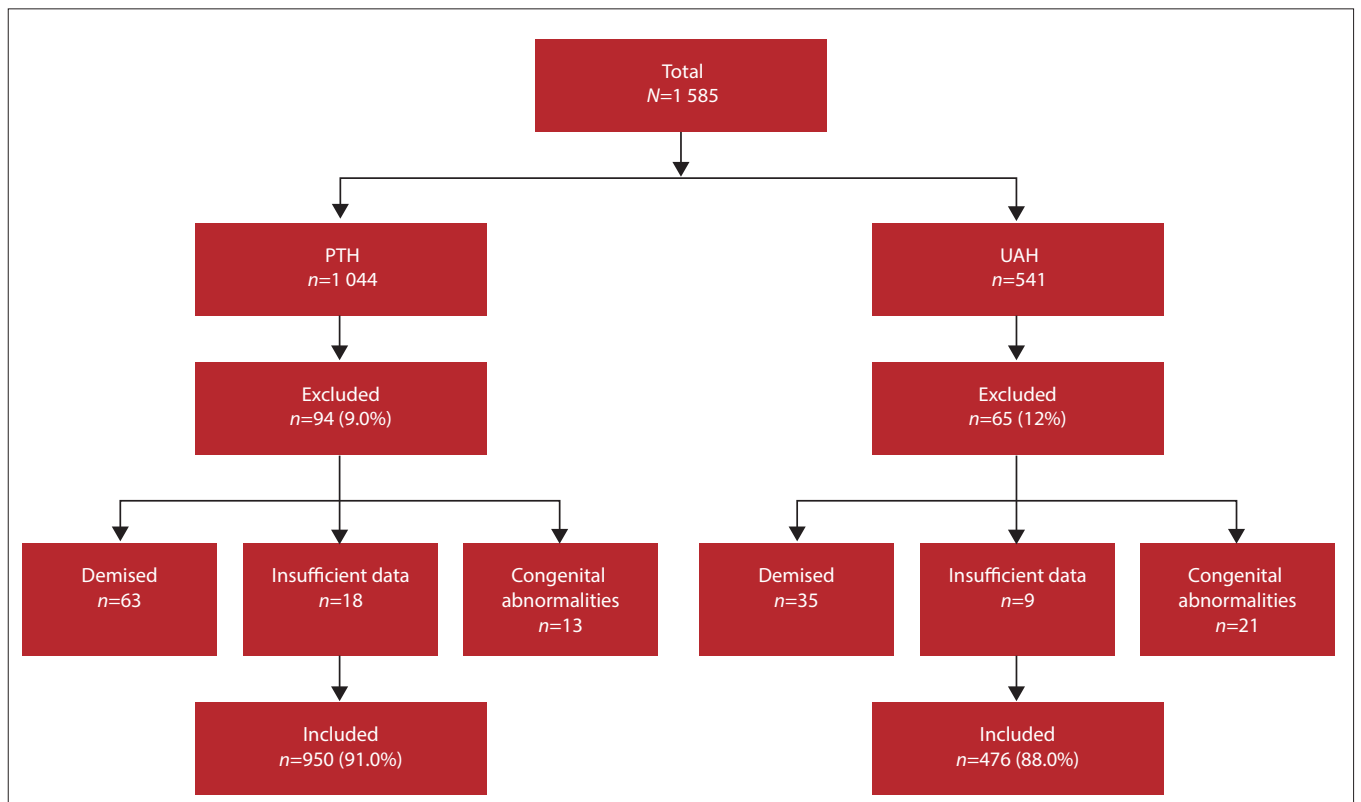 Total
N=1 585
PTH
n=1 044
UAH
n=541
Excluded
n=94 (9.0%)
Excluded
n=65 (12%)
Demised
n=63
Insufficient data
n=18
Congenital
abnormalities
n=13
Demised
n=35
Insufficient data
n=9
Congenital
abnormalities
n=21
Included
n=950 (91.0%)
Included
n=476 (88.0%)